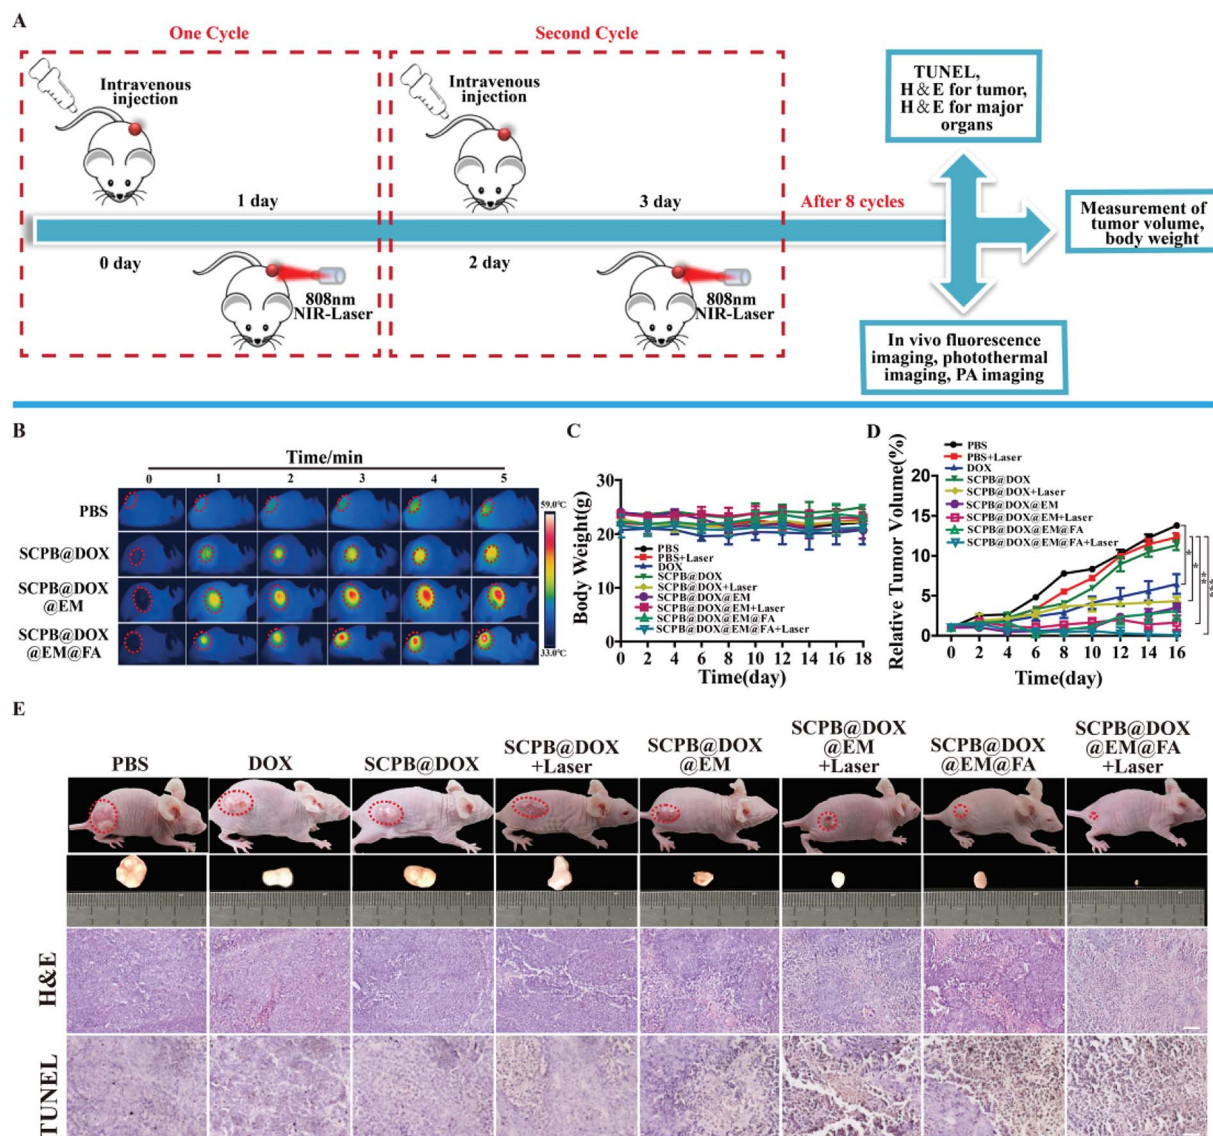 A
One Cycle
Second Cycle
Intravenous
injection
Intravenous
injection
TUNEL,
H&E for tumor,
H&E for major
organs
1 day
3 day
After 8 cycles
Measurement of
tumor volume,
body weight
0 day
2 day
808nm
NIR-Laser
808nm
NIR-Laser
In vivo fluorescence
imaging, photothermal
imaging, PA imaging
B
Time/min
0 1 2 3 4 5
PBS
SCPB@DOX
SCPB@DOX
@EM
SCPB@DOX
@EM@FA
59.0℃
33.0℃
C
Body Weight(g)
30
20
10
0
PBS
PBS+Laser
DOX
SCPB@DOX
SCPB@DOX+Laser
SCPB@DOX@EM
SCPB@DOX@EM+Laser
SCPB@DOX@EM@FA
SCPB@DOX@EM@FA+Laser
0 2 4 6 8 10 12 14 16 18
Time(day)
D
Relative Tumor Volume(%)
20
15
10
5
0
PBS
PBS+Laser
DOX
SCPB@DOX
SCPB@DOX+Laser
SCPB@DOX@EM
SCPB@DOX@EM+Laser
SCPB@DOX@EM@FA
SCPB@DOX@EM@FA+Laser
*
*
**
***
0 2 4 6 8 10 12 14 16
Time(day)
E
PBS
DOX
SCPB@DOX
SCPB@DOX
+Laser
SCPB@DOX
@EM
SCPB@DOX
@EM
+Laser
SCPB@DOX
@EM@FA
SCPB@DOX
@EM@FA
+Laser
H&E
TUNEL